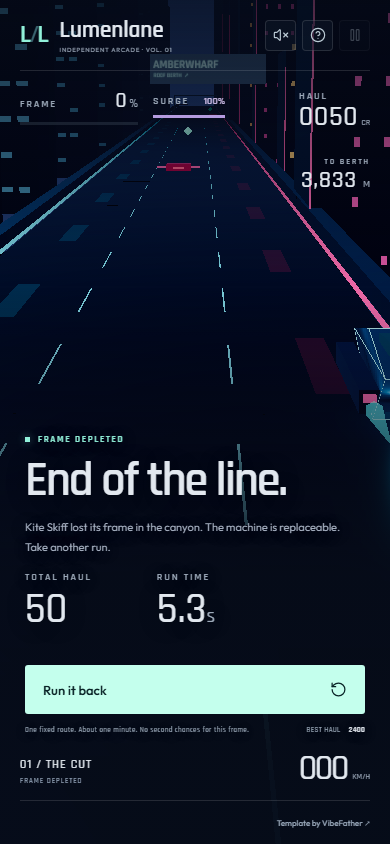 L/L Lumenlane
INDEPENDENT ARCADE · VOL. 01
AMBERWHARF
FRAME 0%
SURGE 100%
HAUL
0050 CR
TO BERTH
3,833 M
FRAME DEPLETED
End of the line.
Kite Skiff lost its frame in the canyon. The machine is replaceable.
Take another run.
TOTAL HAUL
50
RUN TIME
5.3s
Run it back
One fixed route. About one minute. No second chances for this frame.
BEST HAUL 2400
01 / THE CUT
FRAME DEPLETED
000 KM/H
Template by VibeFather ↗